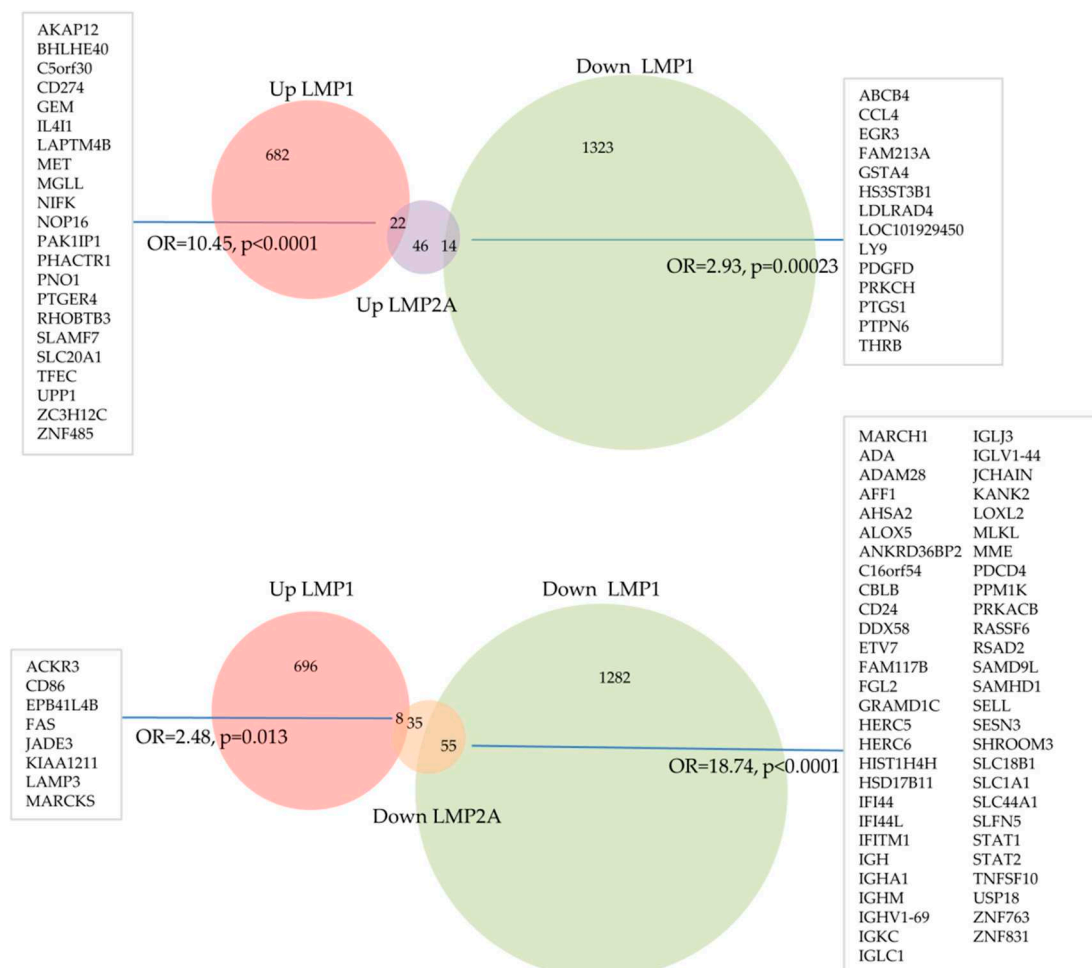 AKAP12
BHLHE40
C5orf30
CD274
GEM
IL4I1
LAPTM4B
MET
MGLL
NIFK
NOP16
PAK1IP1
PHACTR1
PNO1
PTGER4
RHOBTB3
SLAMF7
SLC20A1
TFEC
UPP1
ZC3H12C
ZNF485
Up LMP1
Down LMP1
682
1323
22
46
14
OR=10.45, p<0.0001
OR=2.93, p=0.00023
Up LMP2A
ABCB4
CCL4
EGR3
FAM213A
GSTA4
HS3ST3B1
LDLRAD4
LOC101929450
LY9
PDGFD
PRKCH
PTGS1
PTPN6
THRB
Up LMP1
Down LMP1
696
1282
8
35
55
OR=2.48, p=0.013
OR=18.74, p<0.0001
Down LMP2A
ACKR3
CD86
EPB41L4B
FAS
JADE3
KIAA1211
LAMP3
MARCKS
MARCH1
ADA
ADAM28
AFF1
AHSA2
ALOX5
ANKRD36BP2
C16orf54
CBLB
CD24
DDX58
ETV7
FAM117B
FGL2
GRAMD1C
HERC5
HERC6
HIST1H4H
HSD17B11
IFI44
IFI44L
IFITM1
IGH
IGHA1
IGHM
IGHV1-69
IGKC
IGLC1
IGLJ3
IGLV1-44
JCHAIN
KANK2
LOXL2
MLKL
MME
PDCD4
PPM1K
PRKACB
RASSF6
RSAD2
SAMD9L
SAMHD1
SELL
SESN3
SHROOM3
SLC18B1
SLC1A1
SLC44A1
SLFN5
STAT1
STAT2
TNFSF10
USP18
ZNF763
ZNF831